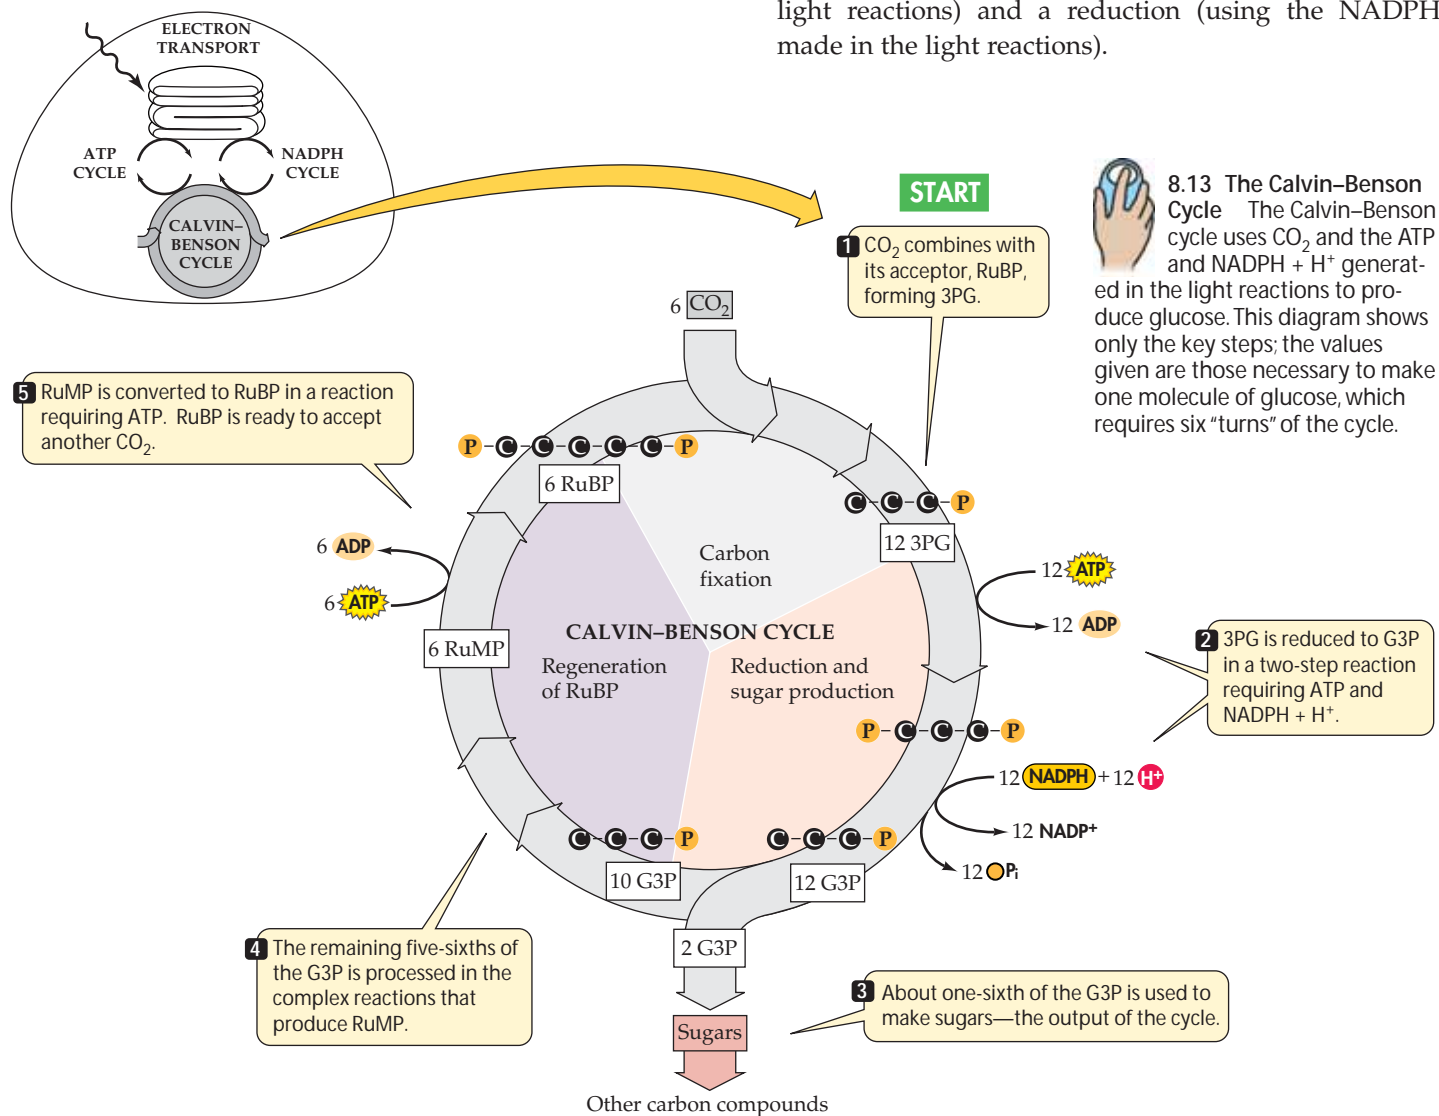 light reactions) and a reduction (using the NADPH
made in the light reactions).
ELECTRON
TRANSPORT
ATP
CYCLE
NADPH
CYCLE
CALVIN–
BENSON
CYCLE
START
1 CO₂ combines with
its acceptor, RuBP,
forming 3PG.
8.13 The Calvin–Benson
Cycle The Calvin–Benson
cycle uses CO₂ and the ATP
and NADPH + H⁺ generat-
ed in the light reactions to pro-
duce glucose. This diagram shows
only the key steps; the values
given are those necessary to make
one molecule of glucose, which
requires six “turns” of the cycle.
6 CO₂
5 RuMP is converted to RuBP in a reaction
requiring ATP. RuBP is ready to accept
another CO₂.
P–C–C–C–C–C–P
6 RuBP
C–C–C–P
12 3PG
Carbon
fixation
6 ADP
6 ATP
12 ATP
12 ADP
6 RuMP
CALVIN–BENSON CYCLE
Regeneration
of RuBP
Reduction and
sugar production
2 3PG is reduced to G3P
in a two-step reaction
requiring ATP and
NADPH + H⁺.
P–C–C–C–P
12 NADPH + 12 H⁺
12 NADP⁺
12 Pᵢ
C–C–C–P
10 G3P
C–C–C–P
12 G3P
2 G3P
4 The remaining five-sixths of
the G3P is processed in the
complex reactions that
produce RuMP.
3 About one-sixth of the G3P is used to
make sugars—the output of the cycle.
Sugars
Other carbon compounds